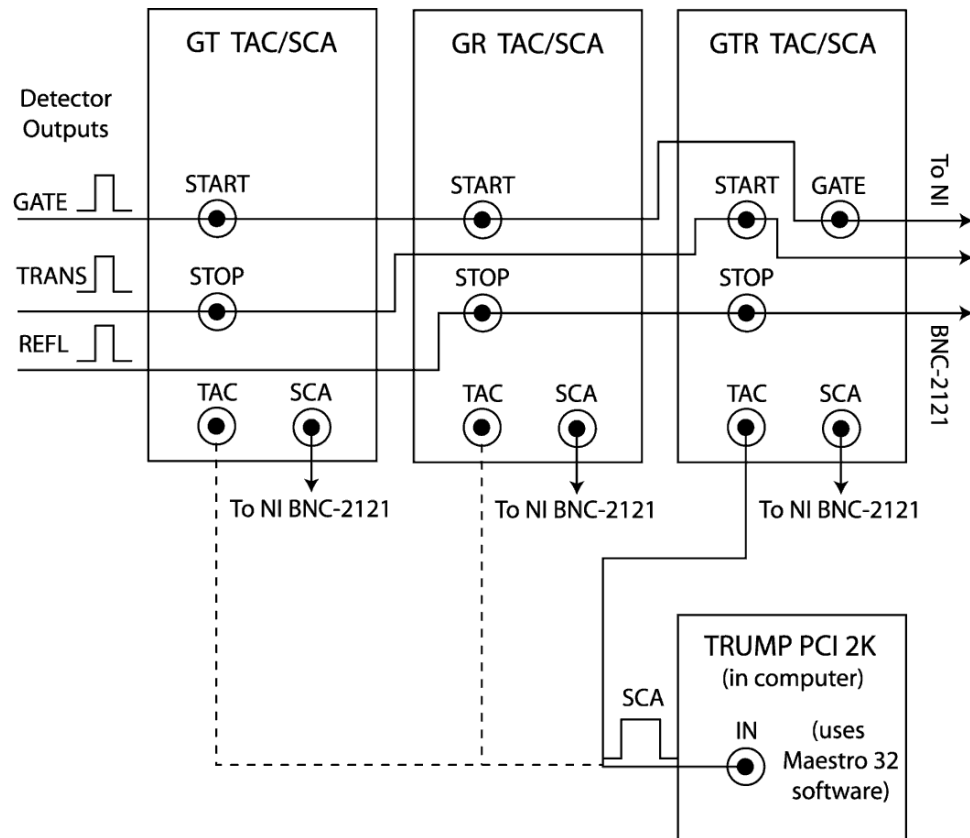 GT TAC/SCA
GR TAC/SCA
GTR TAC/SCA
Detector
Outputs
GATE
START
START
START
GATE
To NI
TRANS
STOP
STOP
STOP
REFL
BNC-2121
TAC
SCA
TAC
SCA
TAC
SCA
To NI BNC-2121
To NI BNC-2121
To NI BNC-2121
TRUMP PCI 2K
(in computer)
SCA
IN
(uses
Maestro 32
software)